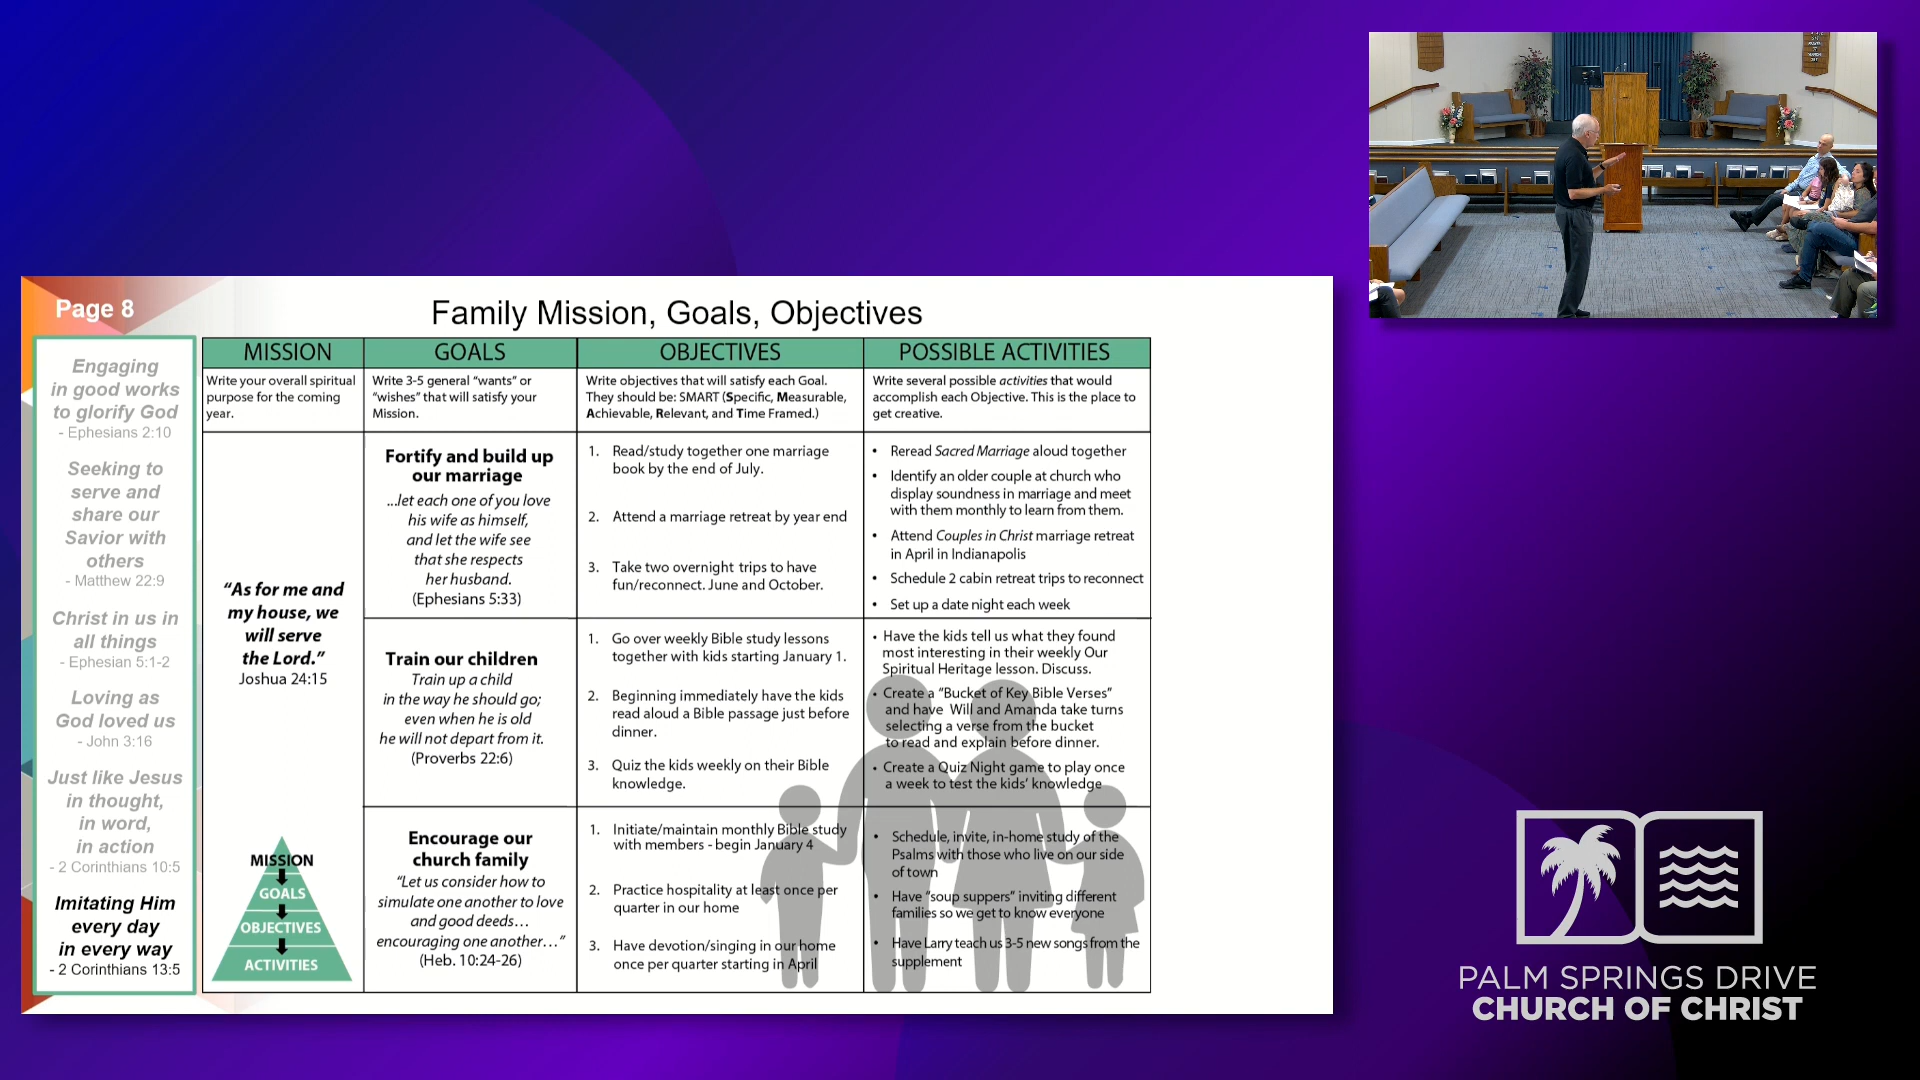 Page 8
Family Mission, Goals, Objectives
Engaging
in good works
to glorify God
- Ephesians 2:10
Seeking to
serve and
share our
Savior with
others
- Matthew 22:9
Christ in us in
all things
- Ephesian 5:1-2
Loving as
God loved us
- John 3:16
Just like Jesus
in thought,
in word,
in action
- 2 Corinthians 10:5
Imitating Him
every day
in every way
- 2 Corinthians 13:5
MISSION
Write your overall spiritual
purpose for the coming
year.
“As for me and
my house, we
will serve
the Lord.”
Joshua 24:15
MISSION
GOALS
OBJECTIVES
ACTIVITIES
GOALS
Write 3-5 general “wants” or
“wishes” that will satisfy your
Mission.
OBJECTIVES
Write objectives that will satisfy each Goal.
They should be: SMART (Specific, Measurable,
Achievable, Relevant, and Time Framed.)
POSSIBLE ACTIVITIES
Write several possible activities that would
accomplish each Objective. This is the place to
get creative.
Fortify and build up
our marriage
...let each one of you love
his wife as himself,
and let the wife see
that she respects
her husband.
(Ephesians 5:33)
1. Read/study together one marriage
book by the end of July.
2. Attend a marriage retreat by year end
3. Take two overnight trips to have
fun/reconnect. June and October.
• Reread Sacred Marriage aloud together
• Identify an older couple at church who
display soundness in marriage and meet
with them monthly to learn from them.
• Attend Couples in Christ marriage retreat
in April in Indianapolis
• Schedule 2 cabin retreat trips to reconnect
• Set up a date night each week
Train our children
Train up a child
in the way he should go;
even when he is old
he will not depart from it.
(Proverbs 22:6)
1. Go over weekly Bible study lessons
together with kids starting January 1.
2. Beginning immediately have the kids
read aloud a Bible passage just before
dinner.
3. Quiz the kids weekly on their Bible
knowledge.
• Have the kids tell us what they found
most interesting in their weekly Our
Spiritual Heritage lesson. Discuss.
• Create a “Bucket of Key Bible Verses”
and have Will and Amanda take turns
selecting a verse from the bucket
to read and explain before dinner.
• Create a Quiz Night game to play once
a week to test the kids’ knowledge
Encourage our
church family
“Let us consider how to
simulate one another to love
and good deeds…
encouraging one another…”
(Heb. 10:24-26)
1. Initiate/maintain monthly Bible study
with members - begin January 4
2. Practice hospitality at least once per
quarter in our home
3. Have devotion/singing in our home
once per quarter starting in April
• Schedule, invite, in-home study of the
Psalms with those who live on our side
of town
• Have “soup suppers” inviting different
families so we get to know everyone
• Have Larry teach us 3-5 new songs from the
supplement
PALM SPRINGS DRIVE
CHURCH OF CHRIST